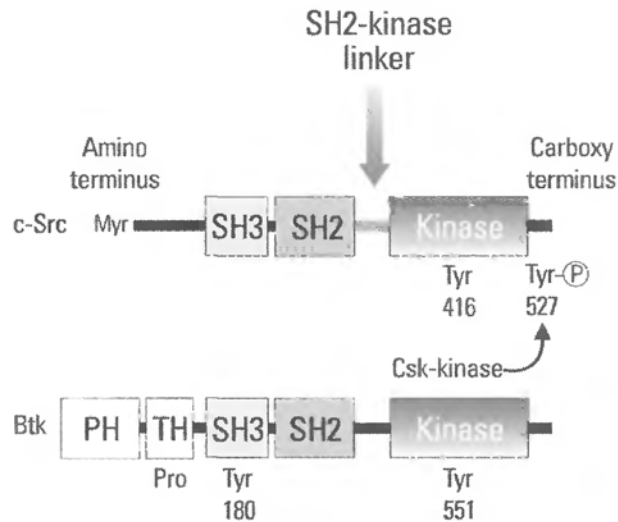 SH2-kinase
linker
Amino
terminus
Carboxy
terminus
c-Src Myr SH3 SH2 Kinase
Tyr
416
Tyr-Ⓟ
527
Csk-kinase
Btk PH TH SH3 SH2 Kinase
Pro
Tyr
180
Tyr
551